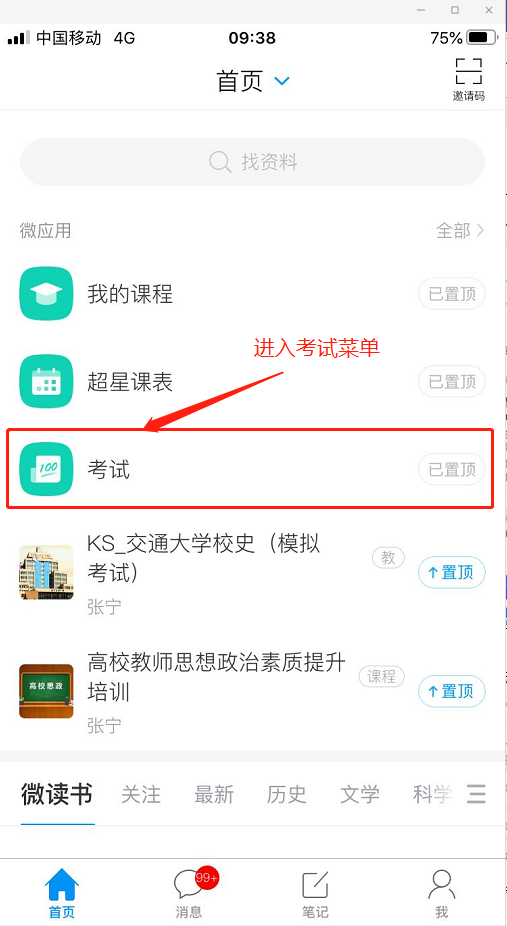 中国移动 4G 09:38 75%
首页
邀请码
找资料
微应用 全部
我的课程 已置顶
进入考试菜单
超星课表 已置顶
100
考试 已置顶
KS_交通大学校史（模拟
考试）
教
置顶
张宁
高校思政
高校教师思想政治素质提升
培训
课程
置顶
张宁
微读书 关注 最新 历史 文学 科学
99+
首页 消息 笔记 我